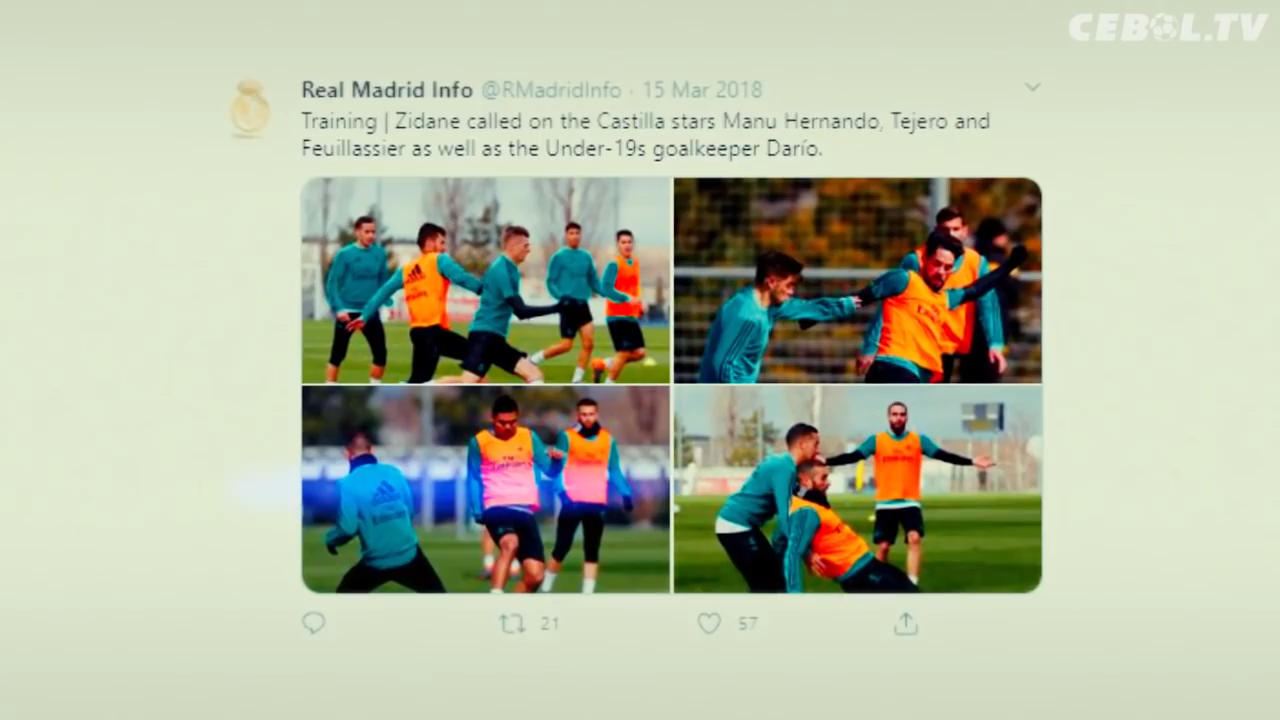 CEBOL.TV
Real Madrid Info @RMadridInfo · 15 Mar 2018
Training | Zidane called on the Castilla stars Manu Hernando, Tejero and
Feuillassier as well as the Under-19s goalkeeper Darío.
21
57